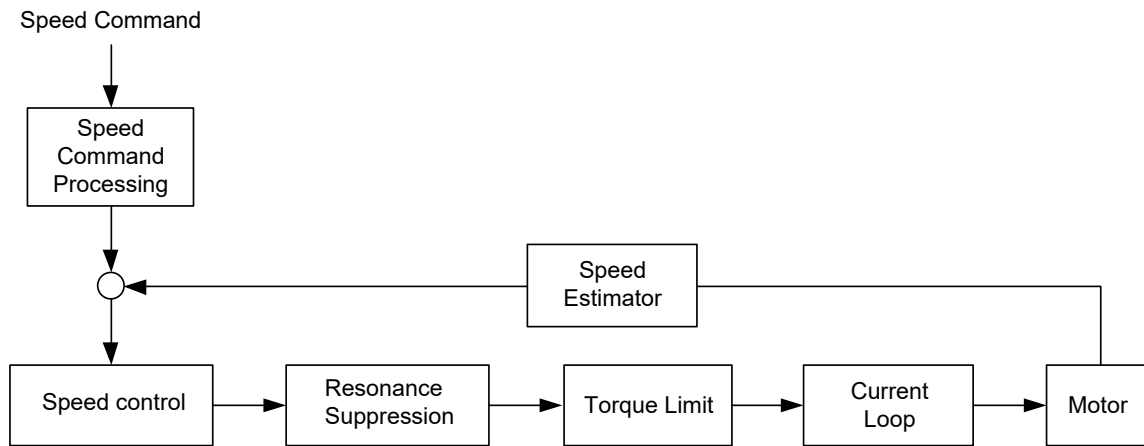 Speed Command
Speed
Command
Processing
Speed
Estimator
Speed control
Resonance
Suppression
Torque Limit
Current
Loop
Motor